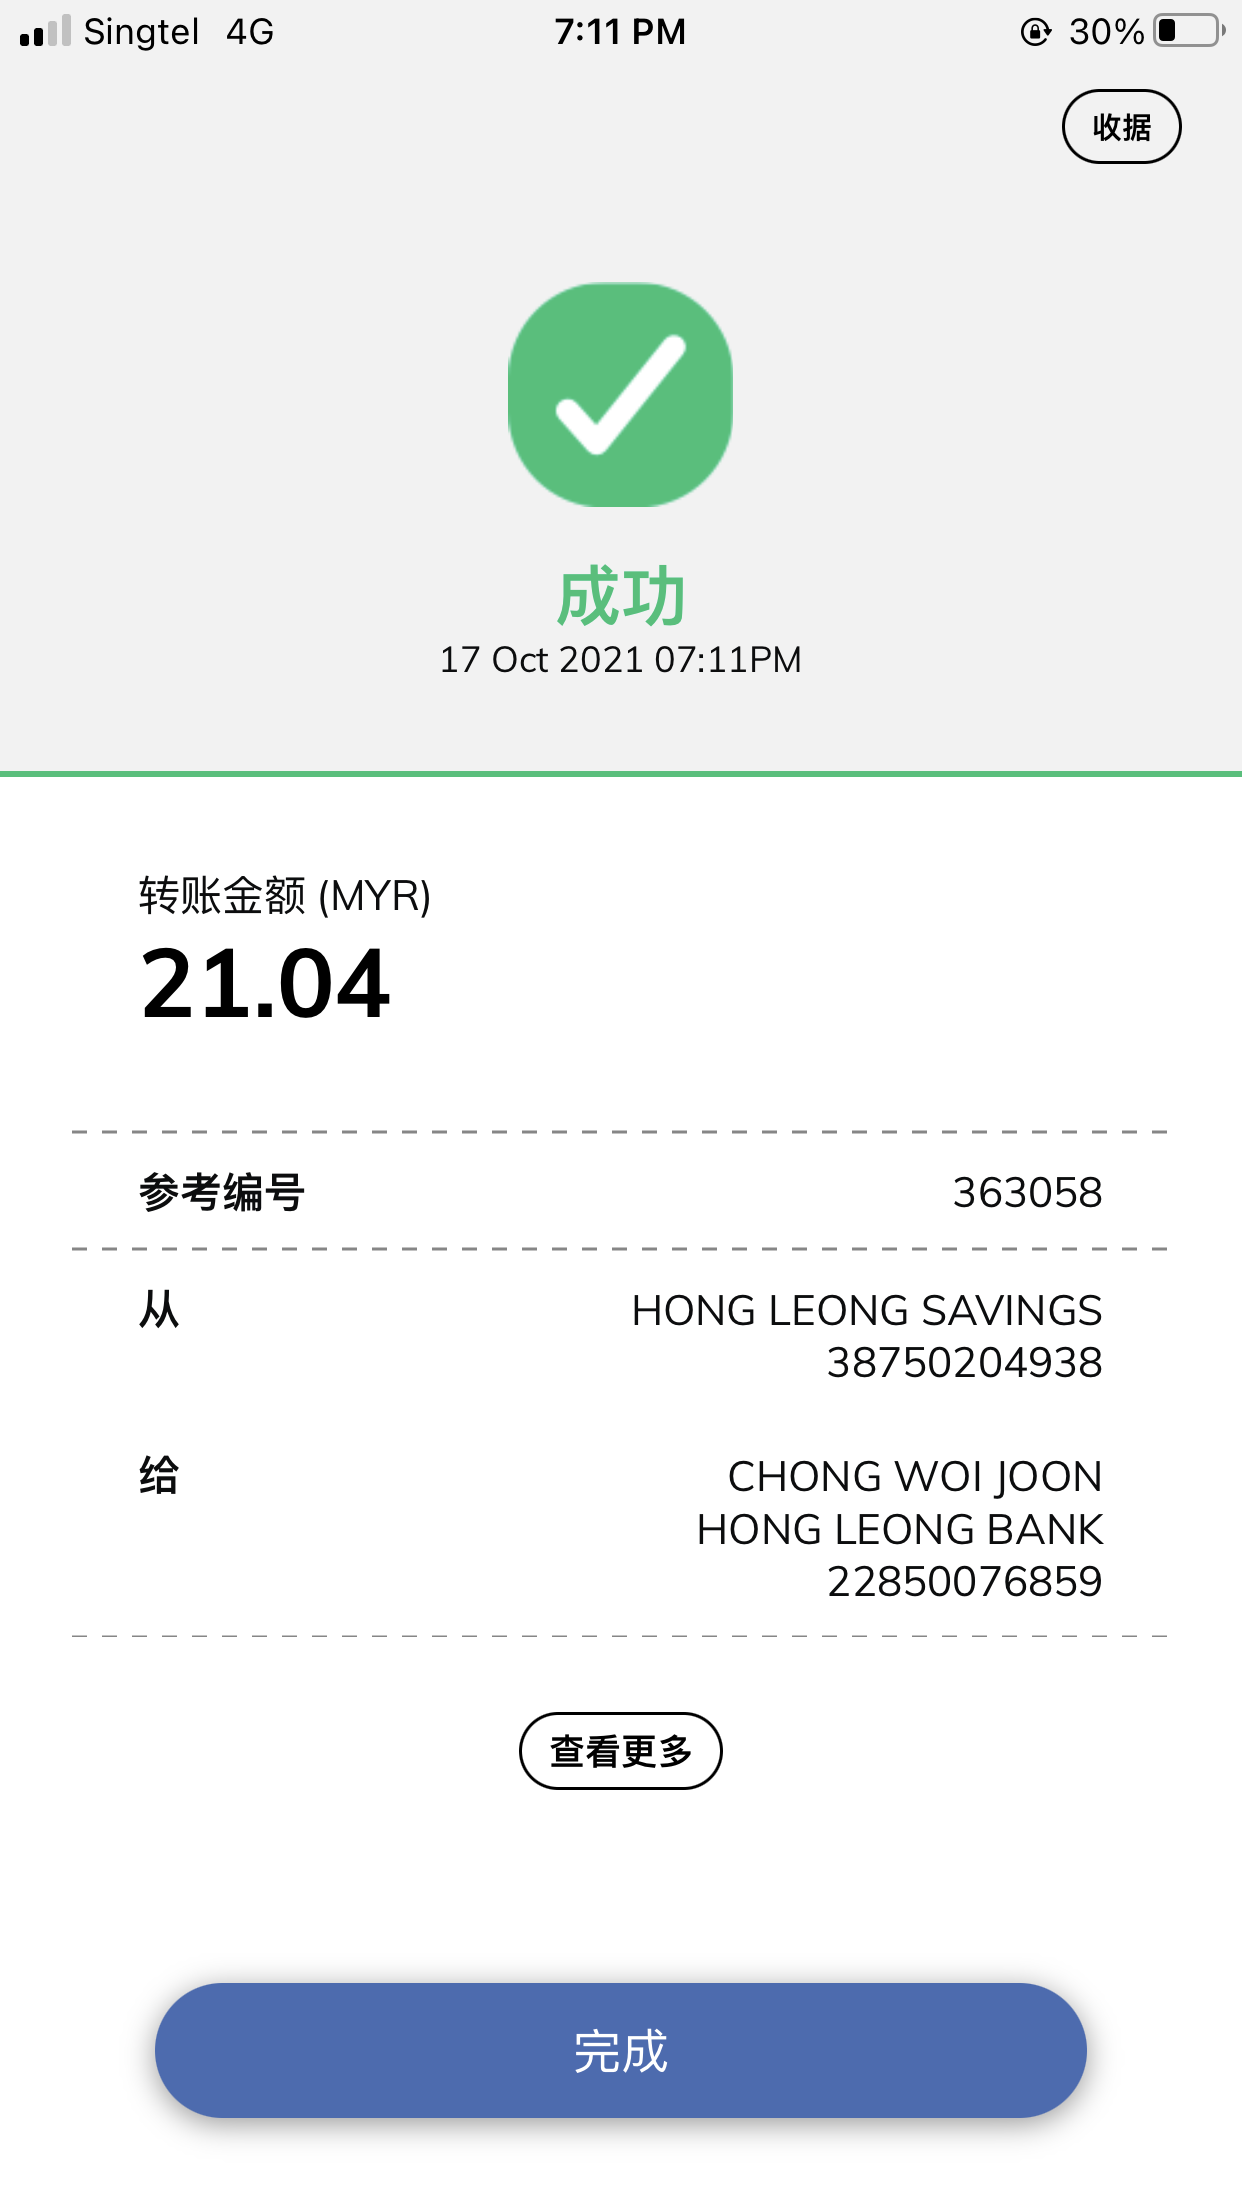 Singtel 4G 7:11 PM 30%
收据
成功
17 Oct 2021 07:11PM
转账金额 (MYR)
21.04
参考编号 363058
从 HONG LEONG SAVINGS
38750204938
给 CHONG WOI JOON
HONG LEONG BANK
22850076859
查看更多
完成